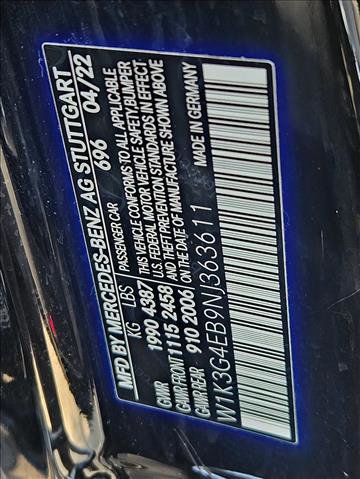 MFD BY MERCEDES-BENZ AG STUTTGART
696 04/22
KG LBS PASSENGER CAR
GVWR 1990 4387 THIS VEHICLE CONFORMS TO ALL APPLICABLE
GAWR FRONT 1115 2458 U.S. FEDERAL MOTOR VEHICLE SAFETY, BUMPER
GAWR REAR 910 2006 AND THEFT PREVENTION STANDARDS IN EFFECT
ON THE DATE OF MANUFACTURE SHOWN ABOVE
W1K3G4EB9NJ363611 MADE IN GERMANY